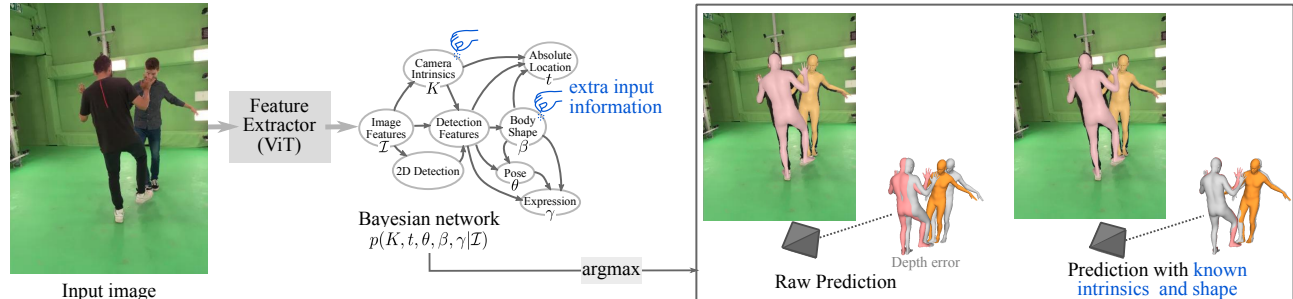 Input image
Feature
Extractor
(ViT)
Camera
Intrinsics
K
Absolute
Location
t
extra input
information
Image
Features
I
Detection
Features
Body
Shape
β
2D Detection
Pose
θ
Expression
γ
Bayesian network
p(K, t, θ, β, γ|I)
argmax
Depth error
Raw Prediction
Prediction with known
intrinsics and shape